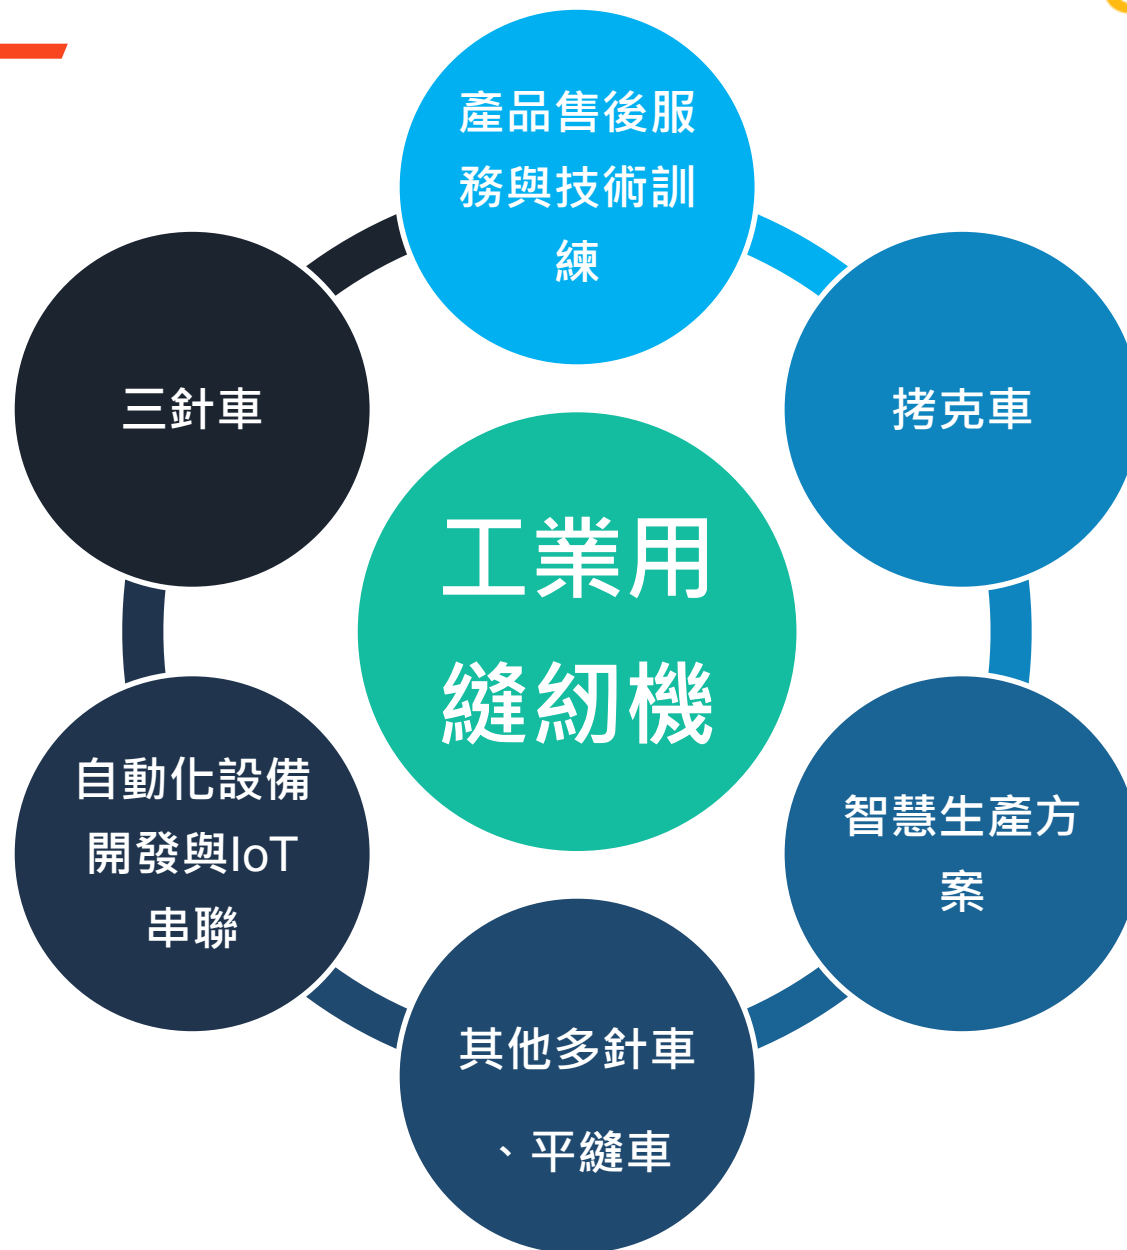 產品售後服
務與技術訓
練
三針車
拷克車
工業用
縫紉機
自動化設備
開發與IoT
串聯
智慧生產方
案
其他多針車
、平縫車